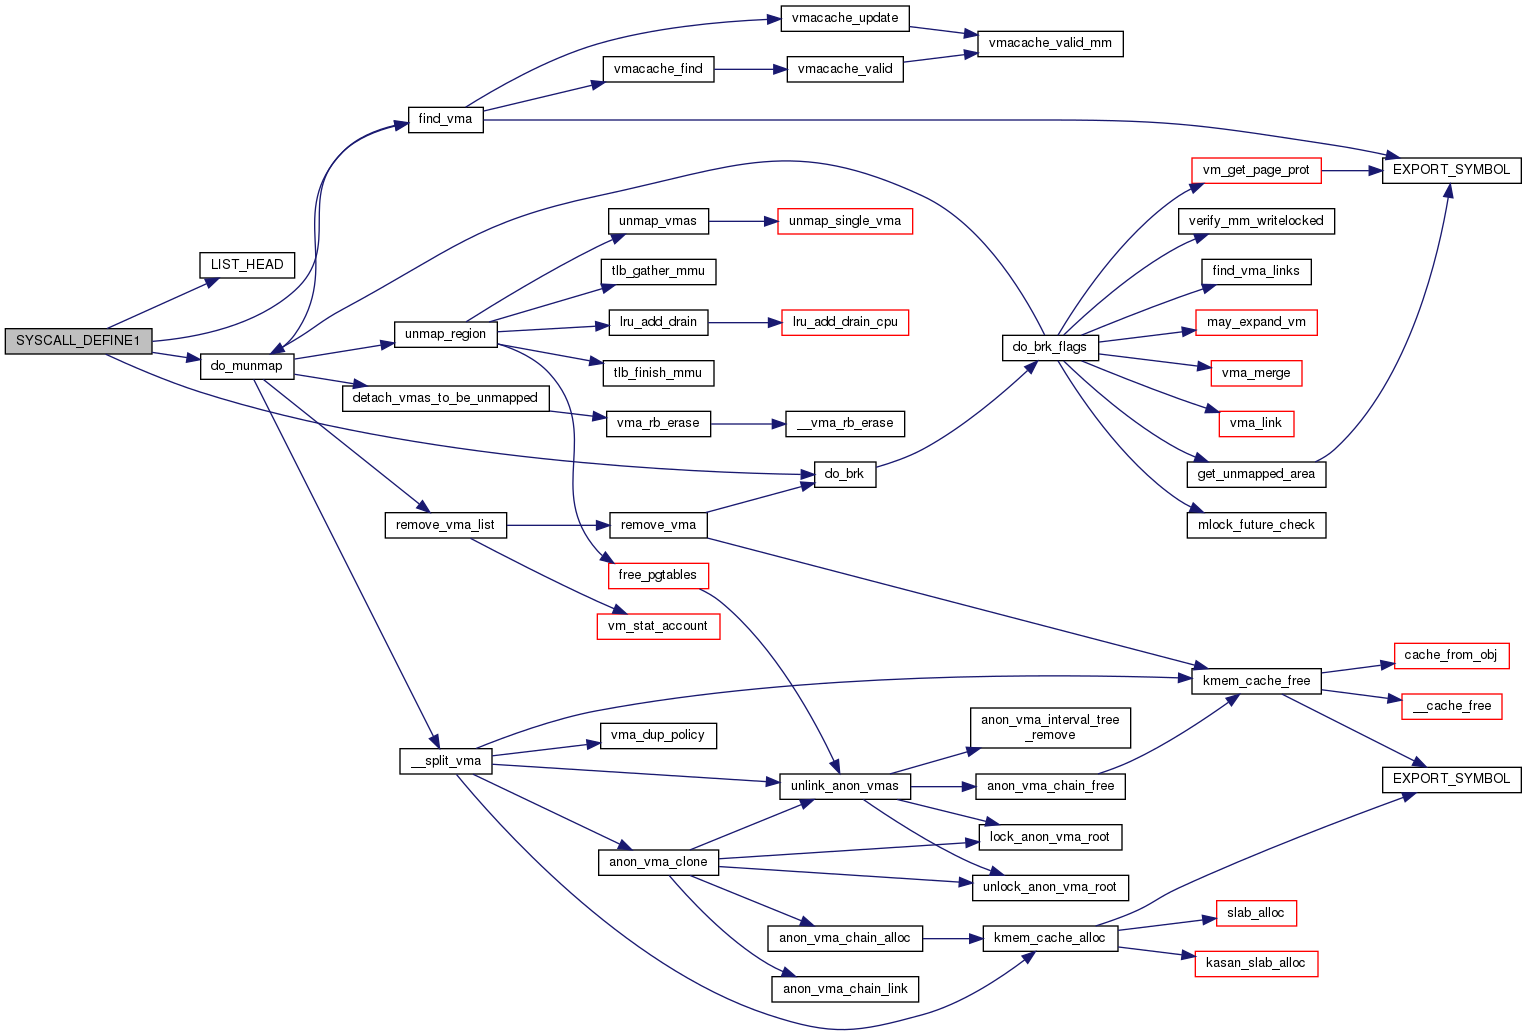 vmacache_update
vmacache_valid_mm
vmacache_find
vmacache_valid
find_vma
vm_get_page_prot
EXPORT_SYMBOL
unmap_vmas
unmap_single_vma
verify_mm_writelocked
LIST_HEAD
tlb_gather_mmu
find_vma_links
lru_add_drain
lru_add_drain_cpu
may_expand_vm
SYSCALL_DEFINE1
unmap_region
do_brk_flags
do_munmap
tlb_finish_mmu
vma_merge
detach_vmas_to_be_unmapped
vma_rb_erase
__vma_rb_erase
vma_link
do_brk
get_unmapped_area
remove_vma_list
remove_vma
mlock_future_check
free_pgtables
vm_stat_account
cache_from_obj
kmem_cache_free
__cache_free
anon_vma_interval_tree
_remove
vma_dup_policy
__split_vma
unlink_anon_vmas
anon_vma_chain_free
EXPORT_SYMBOL
lock_anon_vma_root
anon_vma_clone
unlock_anon_vma_root
slab_alloc
anon_vma_chain_alloc
kmem_cache_alloc
kasan_slab_alloc
anon_vma_chain_link